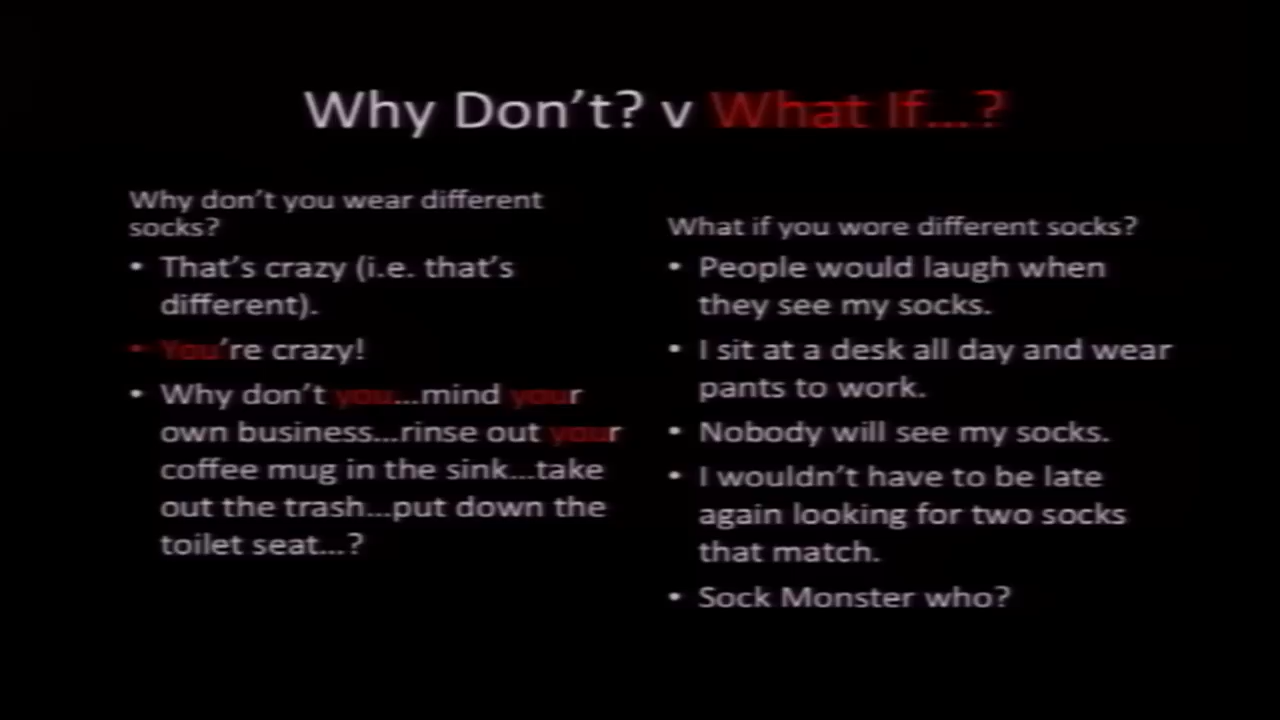 Why Don't? v What If...?
Why don't you wear different
socks?
• That's crazy (i.e. that's
different).
• You're crazy!
• Why don't you...mind your
own business...rinse out your
coffee mug in the sink...take
out the trash...put down the
toilet seat...?
What if you wore different socks?
• People would laugh when
they see my socks.
• I sit at a desk all day and wear
pants to work.
• Nobody will see my socks.
• I wouldn't have to be late
again looking for two socks
that match.
• Sock Monster who?